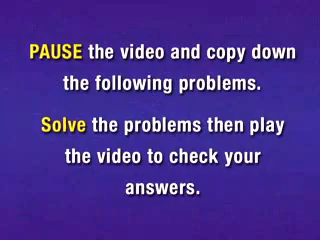 PAUSE the video and copy down
the following problems.
Solve the problems then play
the video to check your
answers.